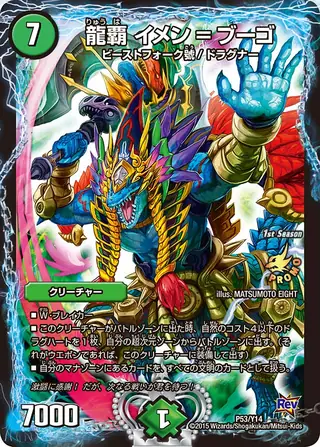 7
りゅう は
龍覇 イメン=ブーゴ
ビーストフォーク號 / ドラグナー
1st Season
PROMO
illus. MATSUMOTO EIGHT
クリーチャー
W・ブレイカー
このクリーチャーがバトルゾーンに出た時、自然のコスト4以下のド
ラグハートを1枚、自分の超次元ゾーンからバトルゾーンに出す。(そ
れがウエポンであれば、このクリーチャーに装備して出す)
自分のマナゾーンにあるカードを、すべての文明のカードとして扱う。
激闘に感謝! だが、次なる戦いが君を待つ!
7000
1
P53/Y14
Rev
©2015 Wizards/Shogakukan/Mitsui-Kids